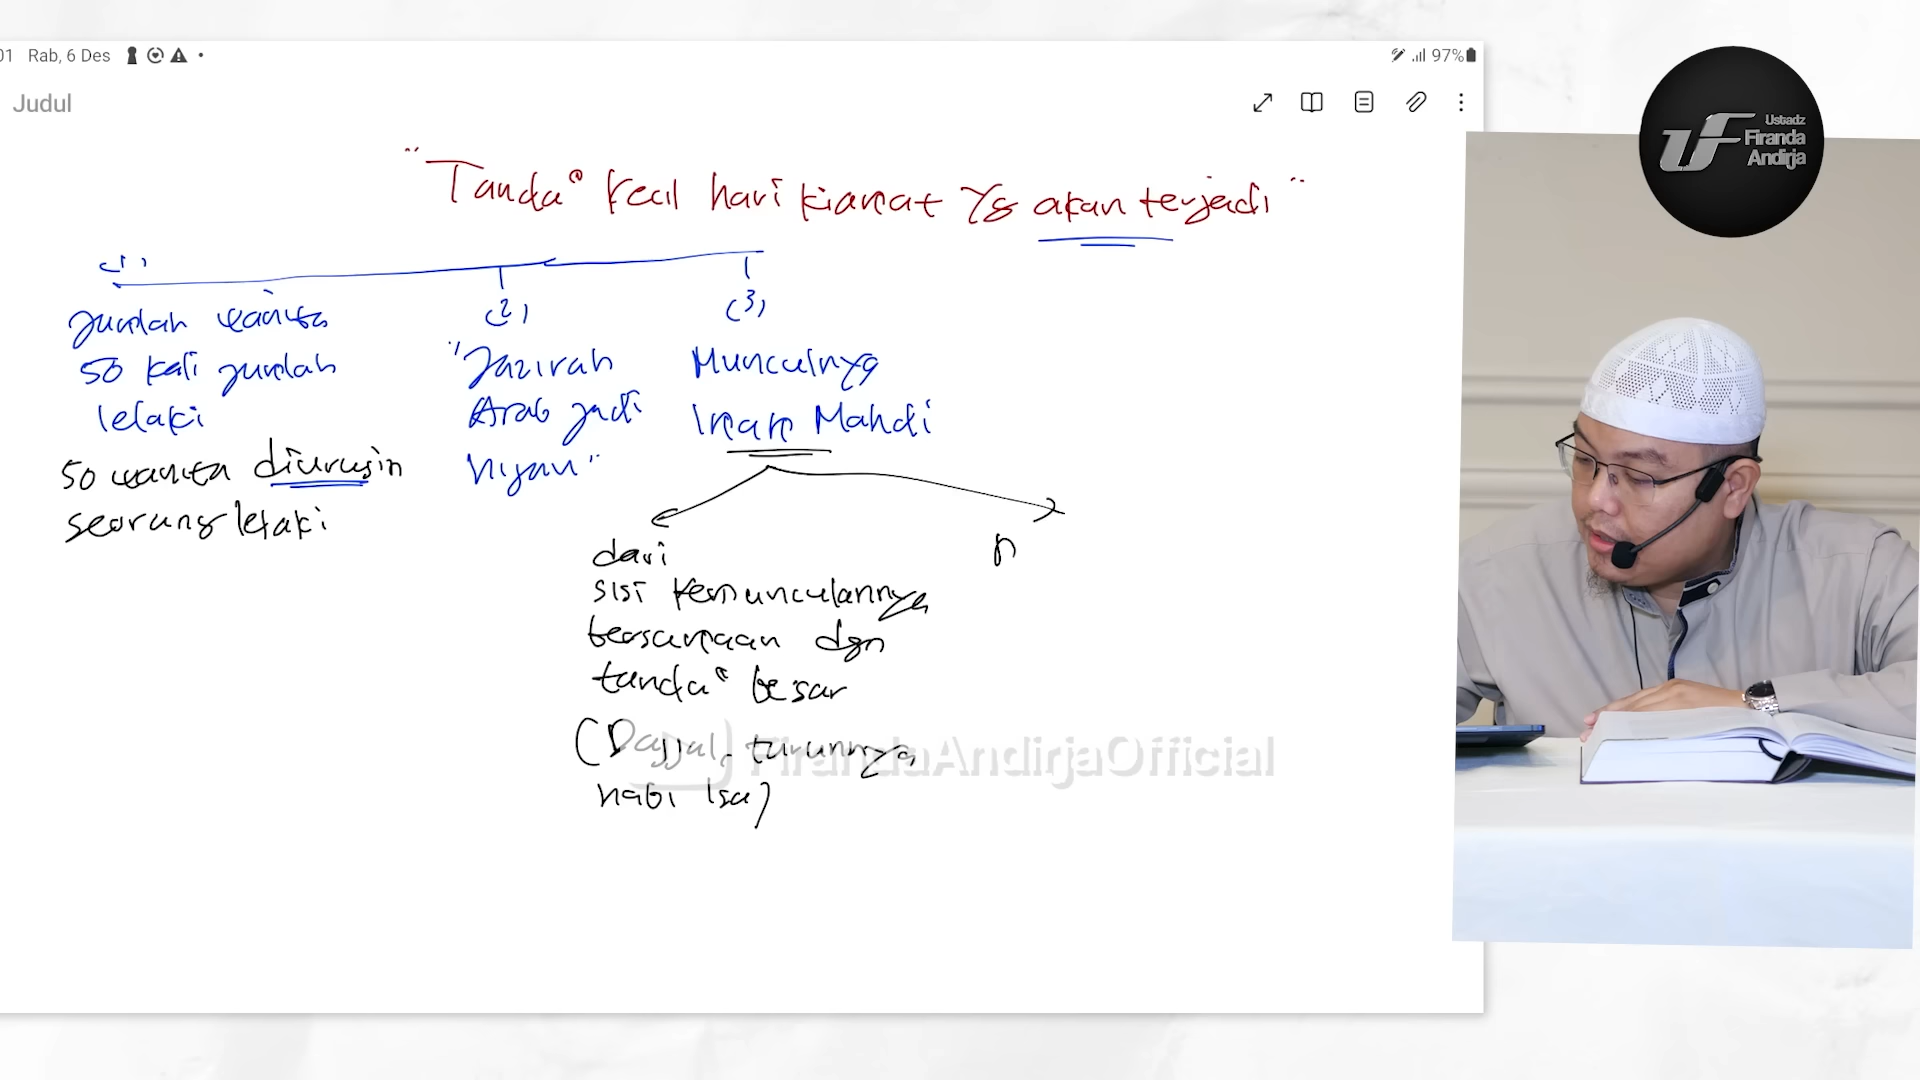 01 Rab, 6 Des
97%
Judul
"Tanda² kecil hari kiamat Yg akan terjadi"
(1)
Jumlah wanita
50 kali jumlah
lelaki
50 wanita diurusin
seorang lelaki
(2)
"Jazirah
Arab jadi
hijau"
(3)
Munculnya
Imam Mahdi
dari
sisi kemunculannya
bersamaan dgn
tanda² besar
(Dajjal, turunnya
nabi Isa)
FirandaAndirjaOfficial
UF
Ustadz
Firanda
Andirja